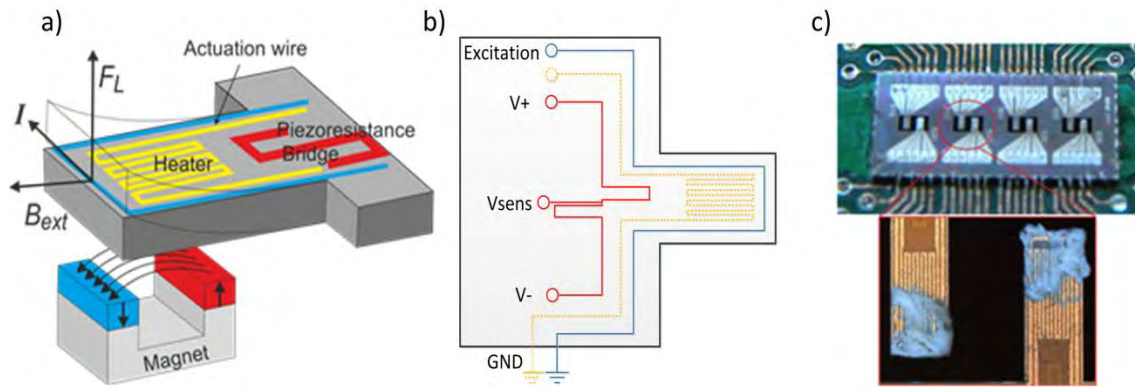 a)
Actuation wire
F_L
I
Piezoresistance
Bridge
Heater
B_ext
Magnet
b)
Excitation
V+
Vsens
V-
GND
c)